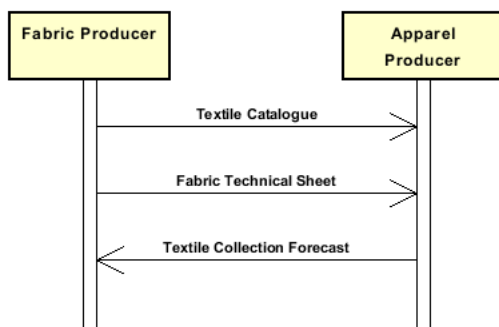 Fabric Producer
Apparel
Producer
Textile Catalogue
Fabric Technical Sheet
Textile Collection Forecast